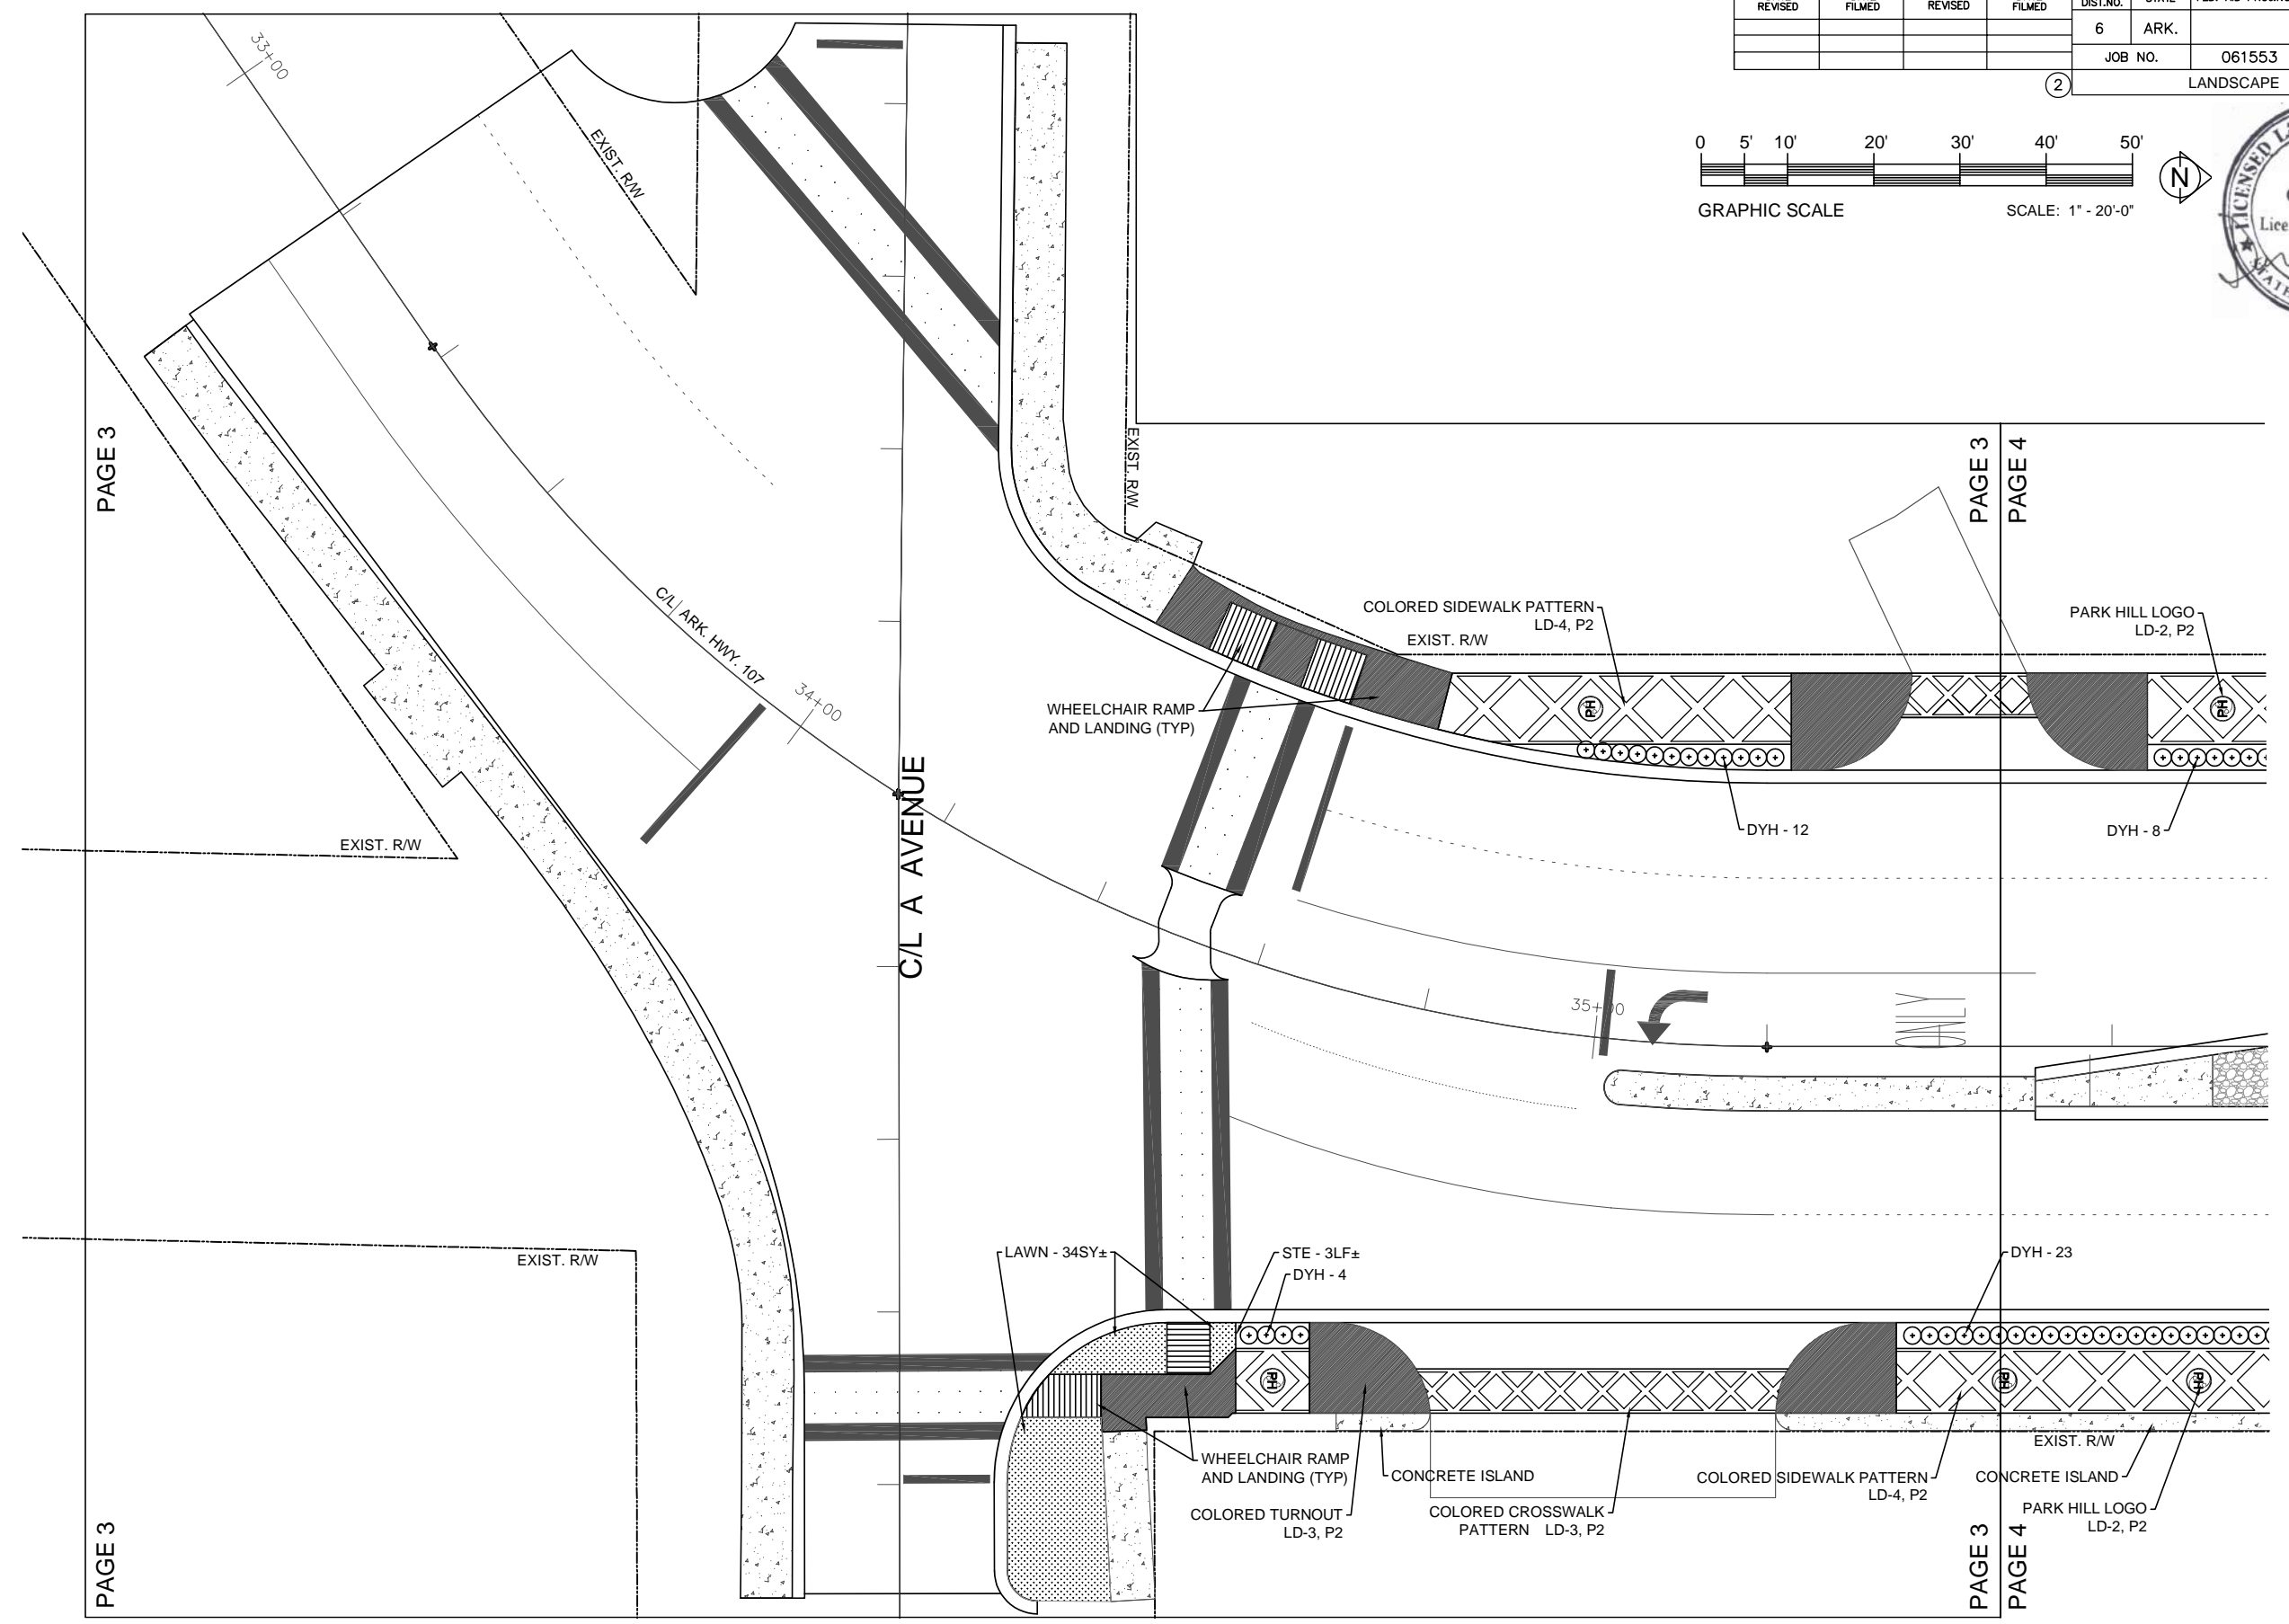 REVISED FILMED REVISED FILMED DIST.NO.
6 ARK.
JOB NO. 061553
2 LANDSCAPE
0 5' 10' 20' 30' 40' 50'
N
GRAPHIC SCALE
SCALE: 1" - 20'-0"
LICENSED
33+00
EXIST. R/W
PAGE 3
EXIST. R/W
PAGE 3
PAGE 4
COLORED SIDEWALK PATTERN
LD-4, P2
EXIST. R/W
PARK HILL LOGO
LD-2, P2
C/L ARK. HWY. 107
34+00
WHEELCHAIR RAMP
AND LANDING (TYP)
PH
PH
C/L A AVENUE
DYH - 12
DYH - 8
EXIST. R/W
35+00
ONLY
EXIST. R/W
LAWN - 34SY±
STE - 3LF±
DYH - 4
DYH - 23
PH
PH
PH
EXIST. R/W
WHEELCHAIR RAMP
AND LANDING (TYP)
CONCRETE ISLAND
COLORED SIDEWALK PATTERN
LD-4, P2
CONCRETE ISLAND
COLORED TURNOUT
LD-3, P2
COLORED CROSSWALK
PATTERN LD-3, P2
PARK HILL LOGO
LD-2, P2
PAGE 3
PAGE 3
PAGE 4